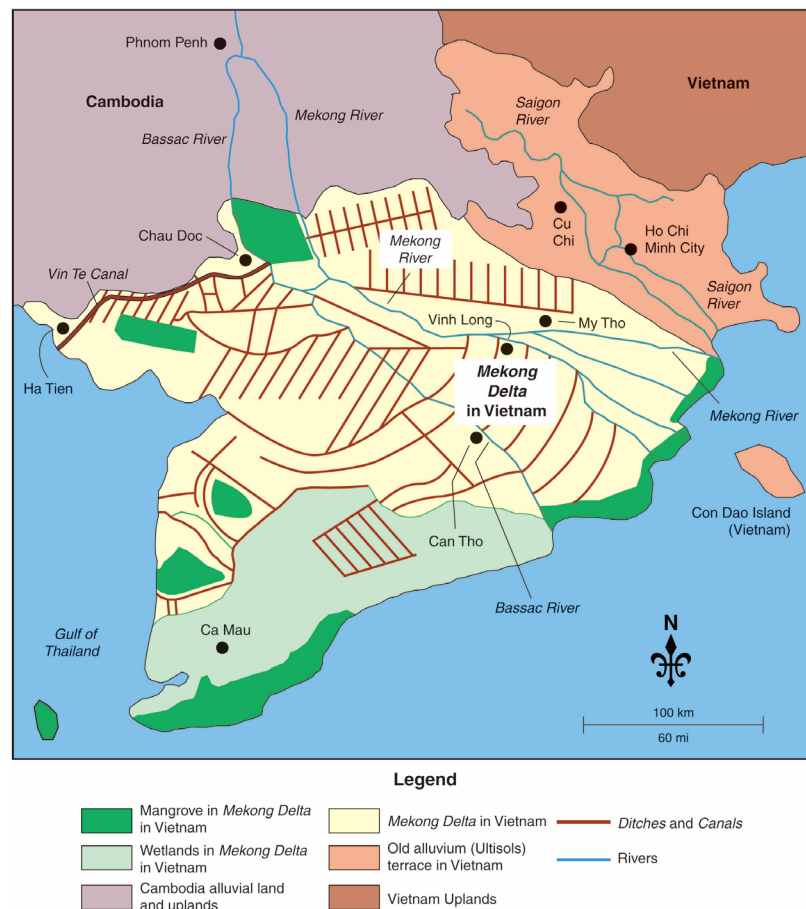 Phnom Penh
Cambodia
Bassac River
Mekong River
Vietnam
Saigon
River
Chau Doc
Vin Te Canal
Mekong
River
Cu
Chi
Ho Chi
Minh City
Saigon
River
Ha Tien
Vinh Long
My Tho
Mekong
Delta
in Vietnam
Mekong River
Con Dao Island
(Vietnam)
Can Tho
Bassac River
Gulf of
Thailand
Ca Mau
N
100 km
60 mi
Legend
Mangrove in Mekong Delta
in Vietnam
Wetlands in Mekong Delta
in Vietnam
Cambodia alluvial land
and uplands
Mekong Delta in Vietnam
Old alluvium (Ultisols)
terrace in Vietnam
Vietnam Uplands
Ditches and Canals
Rivers